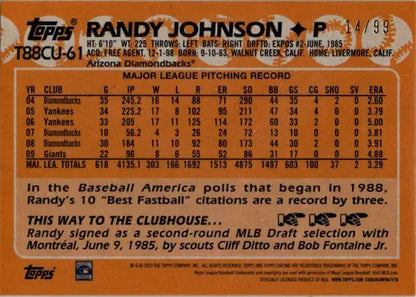 Topps RANDY JOHNSON ✦ P 14/99
T88CU-61 HT: 6'10" WT: 225 THROWS: LEFT BATS: RIGHT DRFTD: EXPOS #2-JUNE, 1985
ACQ: FREE AGENT, 12-1-98 BORN: 9-10-63, WALNUT CREEK, CALIF. HOME: LIVERMORE, CALIF.
Arizona Diamondbacks
MAJOR LEAGUE PITCHING RECORD
YR CLUB G IP W L R ER SO BB GS CG SHO SV ERA
04 Diamondbacks 35 245.2 16 14 88 71 290 44 35 4 2 0 2.60
05 Yankees 34 225.2 17 8 102 95 211 47 34 4 0 0 3.79
06 Yankees 33 205 17 11 125 114 172 60 33 2 0 0 5.00
07 Diamondbacks 10 56.2 4 3 26 24 72 13 10 0 0 0 3.81
08 Diamondbacks 30 184 11 10 92 80 173 44 30 2 0 0 3.91
09 Giants 22 96 8 6 55 52 86 31 17 0 0 0 4.88
MAJ. LEA. TOTALS 618 4135.1 303 166 1703 1513 4875 1497 603 100 37 2 3.29
In the Baseball America polls that began in 1988, Randy's 10 "Best Fastball" citations are a record by three.
THIS WAY TO THE CLUBHOUSE...
Randy signed as a second-round MLB Draft selection with
Montréal, June 9, 1985, by scouts Cliff Ditto and Bob Fontaine Jr.
Topps